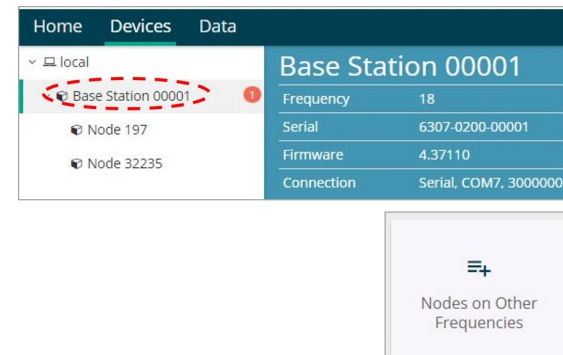 Home Devices Data
local
Base Station 00001 1
Node 197
Node 32235
Base Station 00001
Frequency 18
Serial 6307-0200-00001
Firmware 4.37110
Connection Serial, COM7, 3000000
Nodes on Other
Frequencies